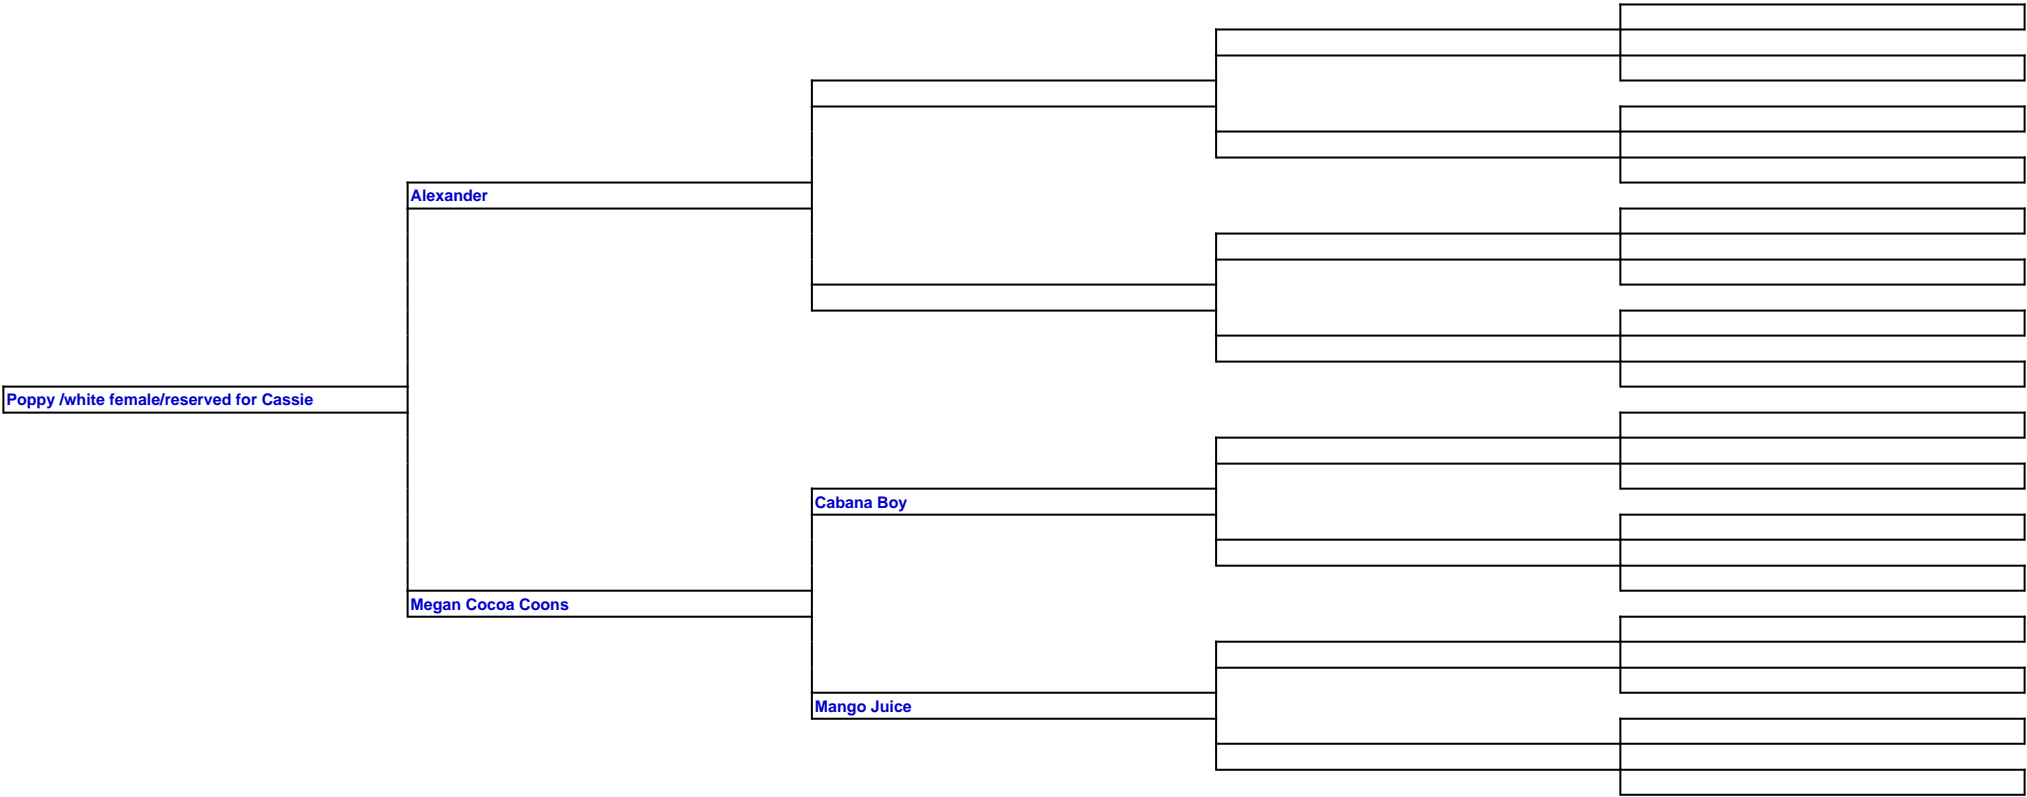 Alexander
Poppy /white female/reserved for Cassie
Cabana Boy
Megan Cocoa Coons
Mango Juice